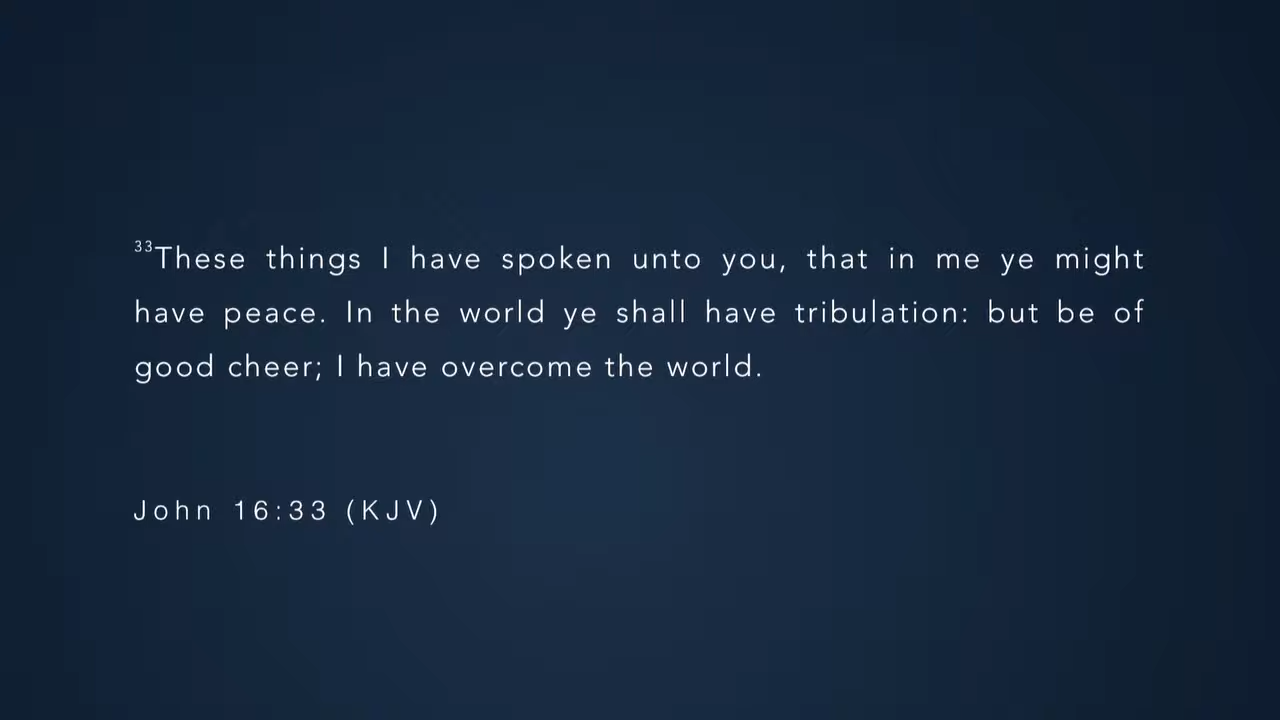 ³³These things I have spoken unto you, that in me ye might
have peace. In the world ye shall have tribulation: but be of
good cheer; I have overcome the world.
John 16:33 (KJV)